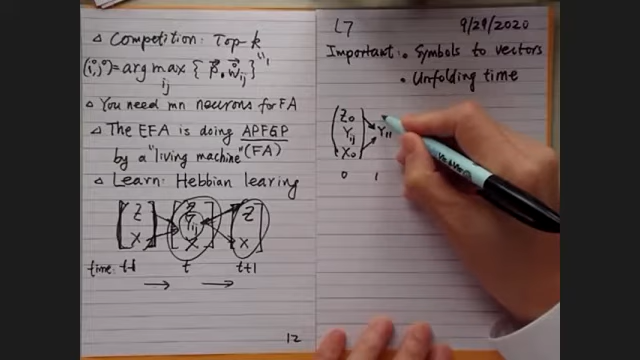 △ Competition: Top-k
(i,j)=arg max {p⃗·w⃗ij}
ij
△ You need mn neurons for FA
△ The EFA is doing APFGP
by a "living machine" (FA)
△ Learn: Hebbian learing
Z Z Z
Yij
X X X
time: t-1 t t+1
→ →
12
L7 9/29/2020
Important: • Symbols to vectors
• Unfolding time
Z0
Yij Y11
X0
0 1